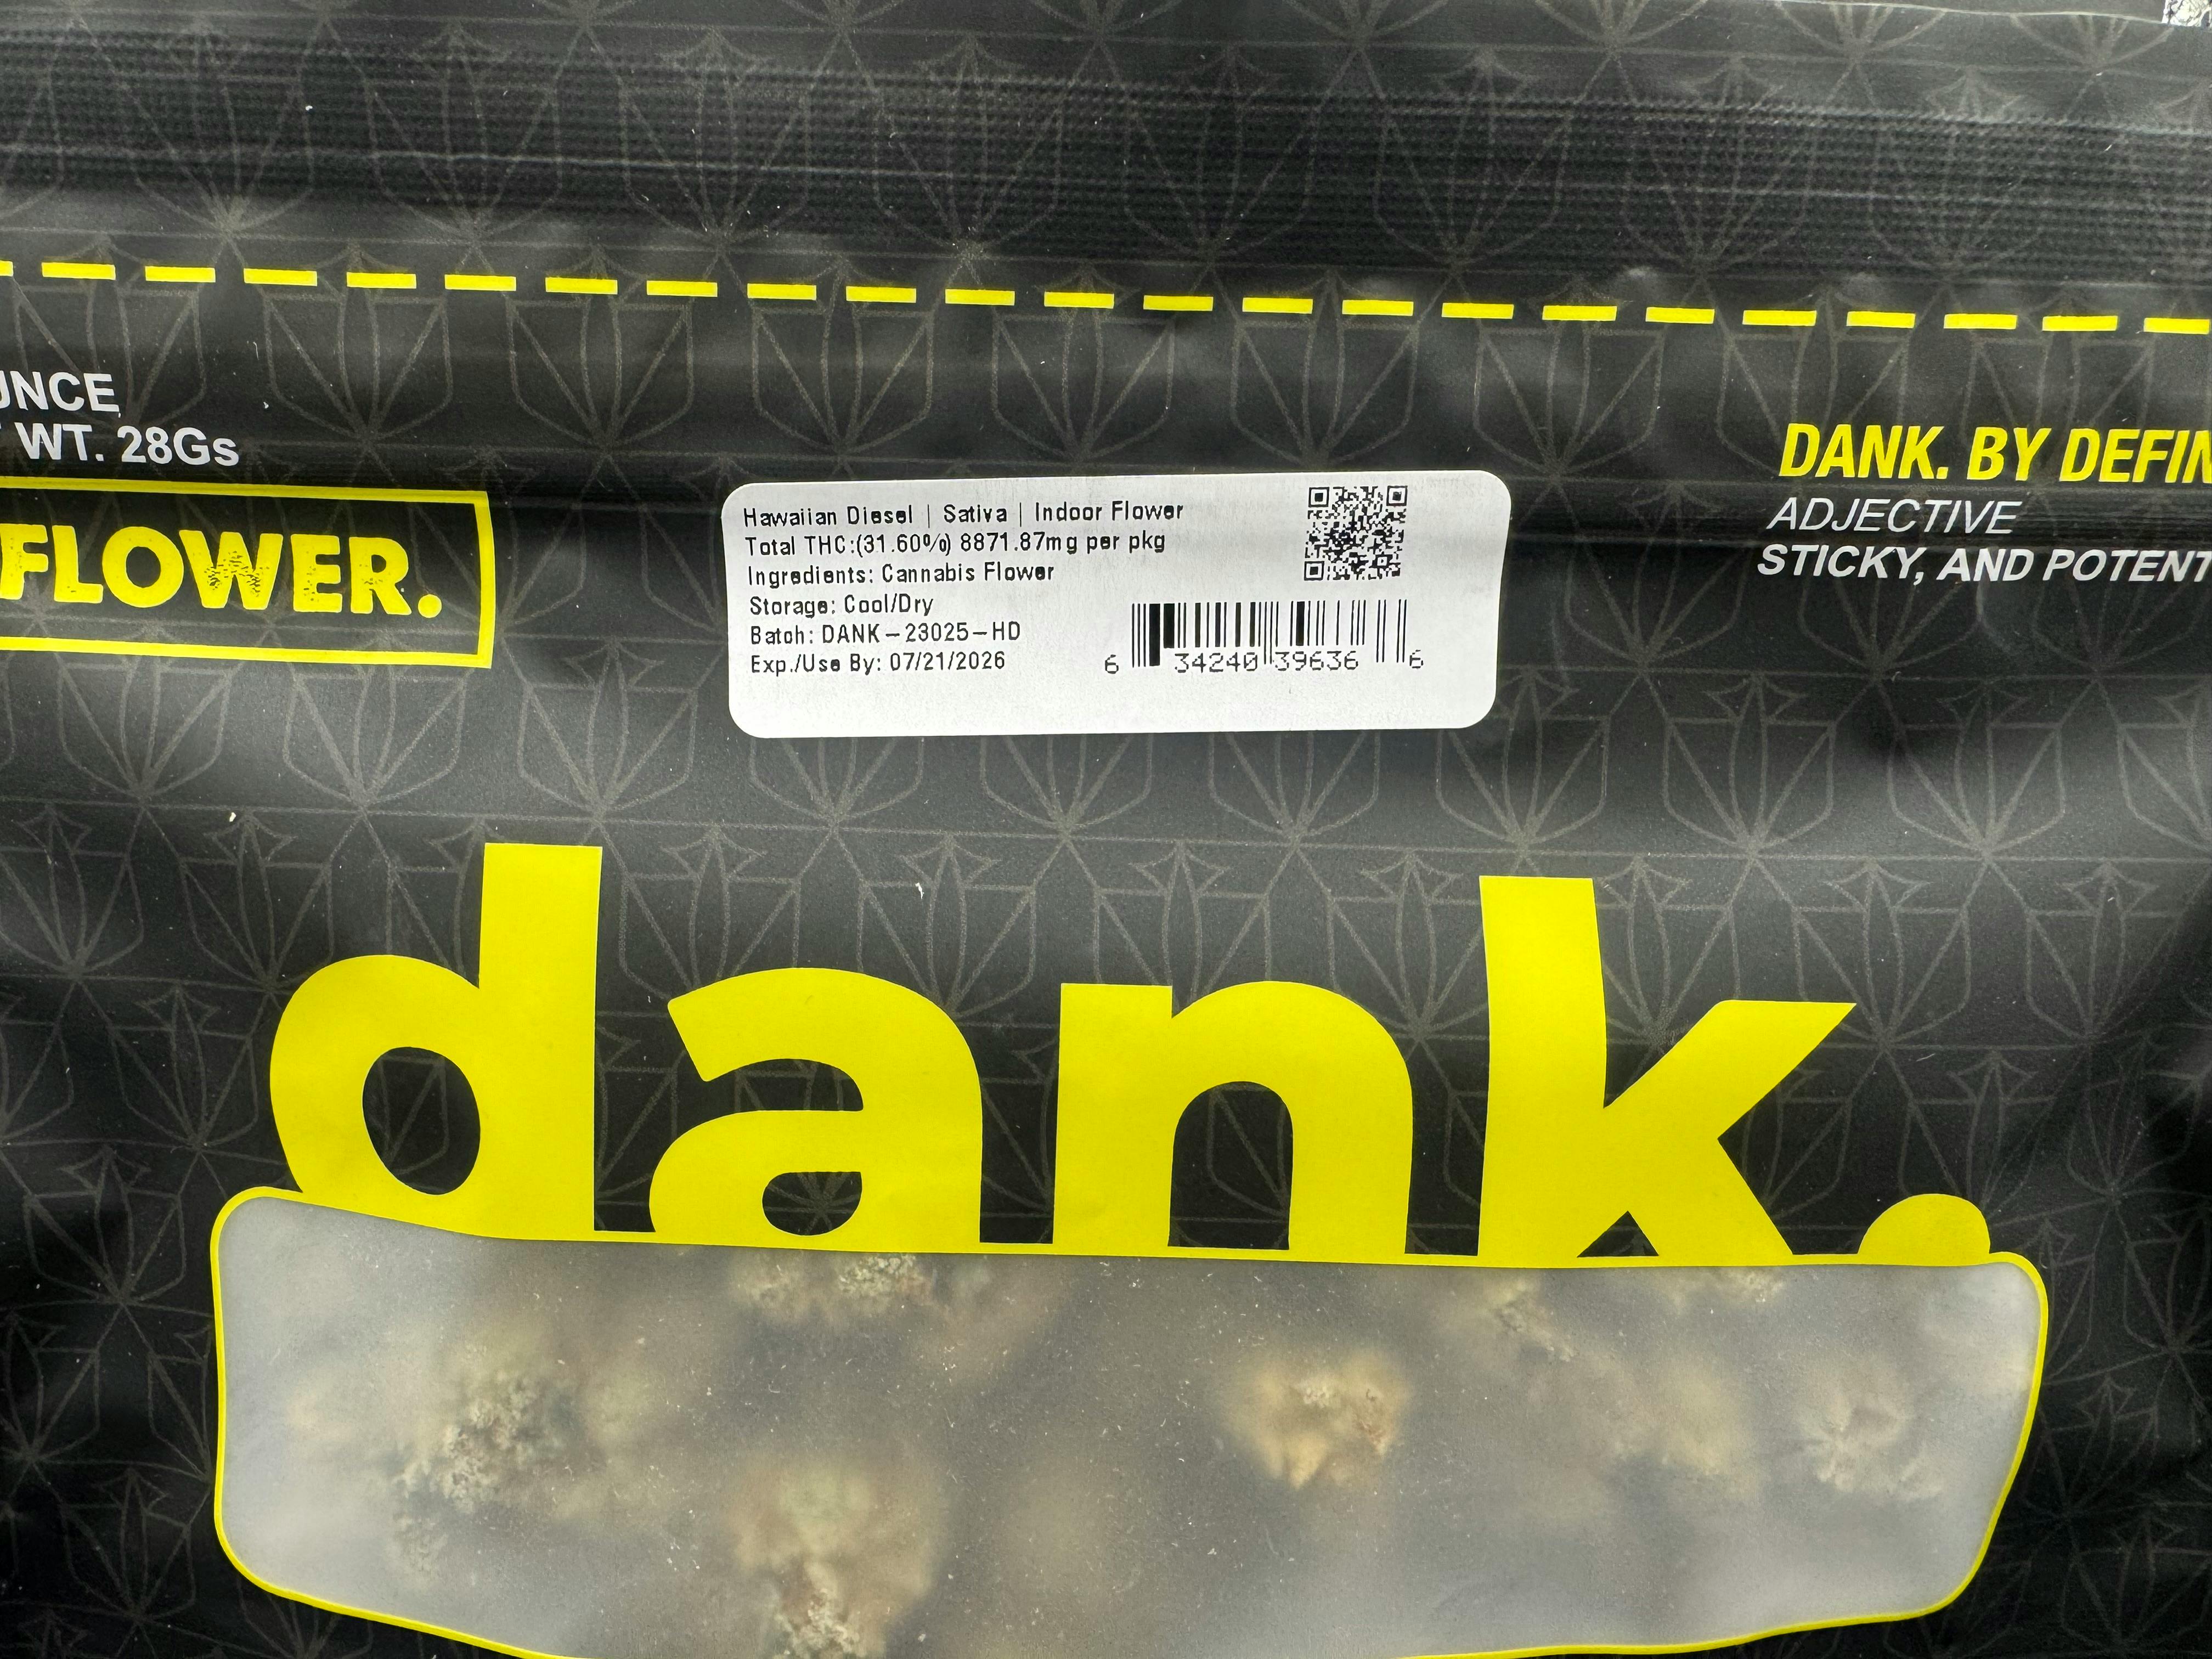 UNCE
WT. 28Gs
FLOWER.
DANK. BY DEFIN
ADJECTIVE
STICKY, AND POTENT
Hawaiian Diesel | Sativa | Indoor Flower
Total THC:(31.60%) 8871.87mg per pkg
Ingredients: Cannabis Flower
Storage: Cool/Dry
Batch: DANK-23025-HD
Exp./Use By: 07/21/2026
6 34240 39636 6
dank.